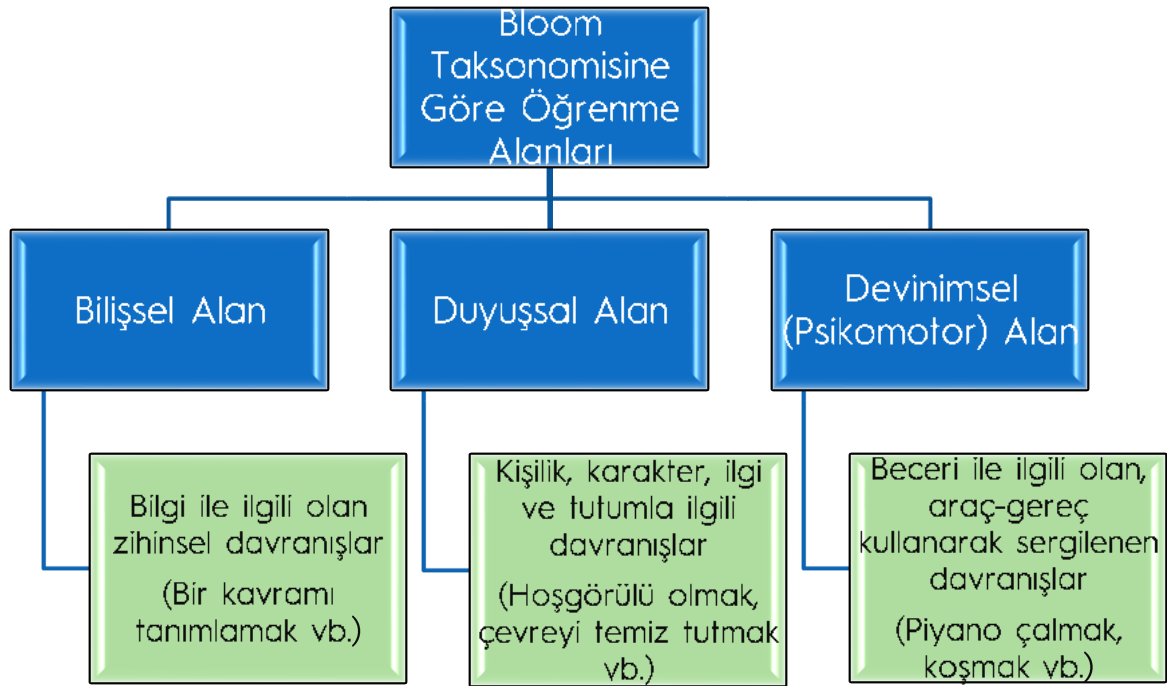 Bloom
Taksonomisine
Göre Öğrenme
Alanları
Bilişsel Alan
Duyuşsal Alan
Devinimsel
(Psikomotor) Alan
Bilgi ile ilgili olan
zihinsel davranışlar
(Bir kavramı
tanımlamak vb.)
Kişilik, karakter, ilgi
ve tutumla ilgili
davranışlar
(Hoşgörülü olmak,
çevreyi temiz tutmak
vb.)
Beceri ile ilgili olan,
araç-gereç
kullanarak sergilenen
davranışlar
(Piyano çalmak,
koşmak vb.)